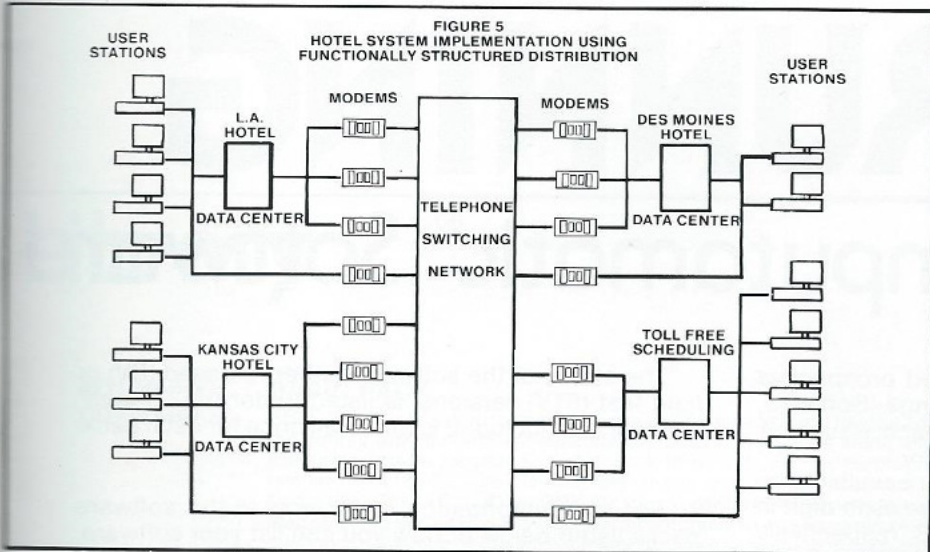 FIGURE 5
HOTEL SYSTEM IMPLEMENTATION USING
FUNCTIONALLY STRUCTURED DISTRIBUTION
USER
STATIONS
MODEMS
L.A.
HOTEL
DATA CENTER
KANSAS CITY
HOTEL
DATA CENTER
TELEPHONE
SWITCHING
NETWORK
MODEMS
DES MOINES
HOTEL
DATA CENTER
TOLL FREE
SCHEDULING
DATA CENTER
USER
STATIONS